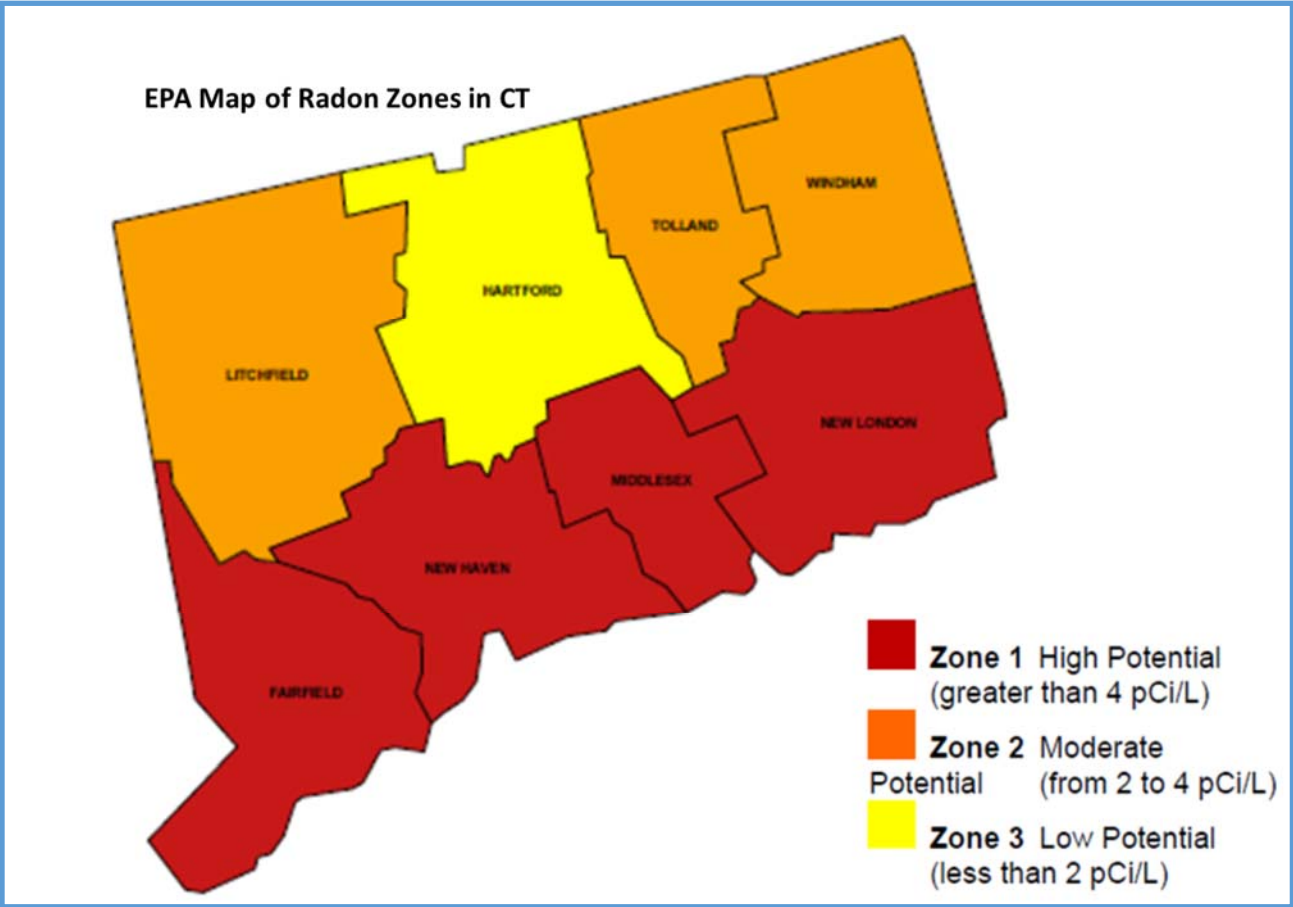 EPA Map of Radon Zones in CT
WINDHAM
TOLLAND
HARTFORD
LITCHFIELD
NEW LONDON
MIDDLESEX
NEW HAVEN
FAIRFIELD
Zone 1 High Potential
(greater than 4 pCi/L)
Zone 2 Moderate
Potential (from 2 to 4 pCi/L)
Zone 3 Low Potential
(less than 2 pCi/L)